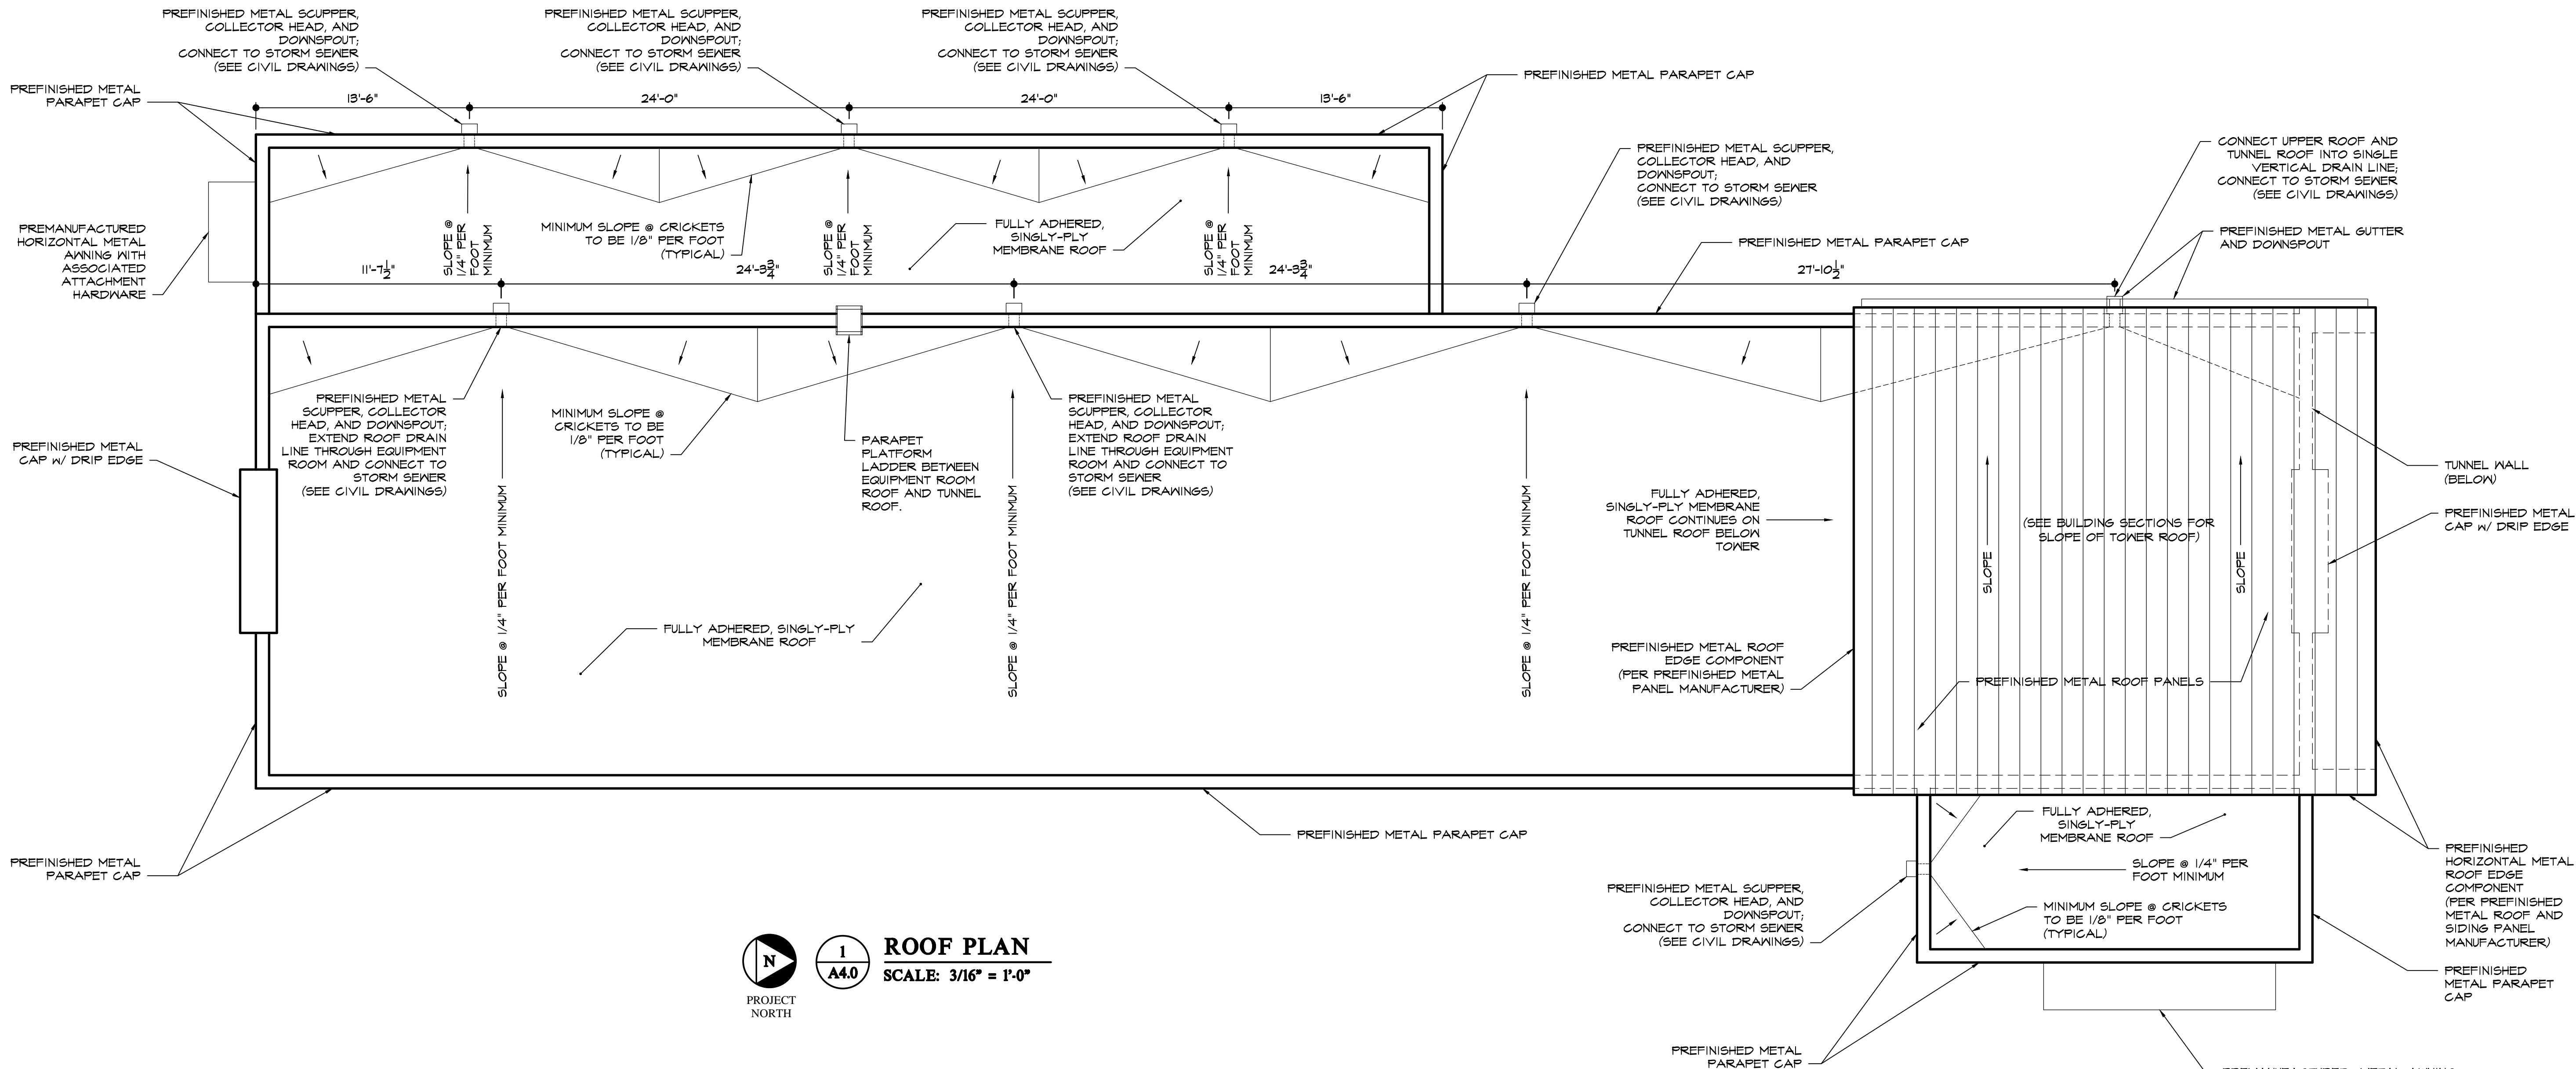 PREFINISHED METAL SCUPPER,
COLLECTOR HEAD, AND
DOWNSPOUT;
CONNECT TO STORM SEWER
(SEE CIVIL DRAWINGS)
PREFINISHED METAL SCUPPER,
COLLECTOR HEAD, AND
DOWNSPOUT;
CONNECT TO STORM SEWER
(SEE CIVIL DRAWINGS)
PREFINISHED METAL SCUPPER,
COLLECTOR HEAD, AND
DOWNSPOUT;
CONNECT TO STORM SEWER
(SEE CIVIL DRAWINGS)
PREFINISHED METAL PARAPET CAP
PREFINISHED METAL
PARAPET CAP
13'-6"
24'-0"
24'-0"
13'-6"
PREFINISHED METAL SCUPPER,
COLLECTOR HEAD, AND
DOWNSPOUT;
CONNECT TO STORM SEWER
(SEE CIVIL DRAWINGS)
CONNECT UPPER ROOF AND
TUNNEL ROOF INTO SINGLE
VERTICAL DRAIN LINE;
CONNECT TO STORM SEWER
(SEE CIVIL DRAWINGS)
PREMANUFACTURED
HORIZONTAL METAL
AWNING WITH
ASSOCIATED
ATTACHMENT
HARDWARE
SLOPE @
1/4" PER
FOOT
MINIMUM
MINIMUM SLOPE @ CRICKETS
TO BE 1/8" PER FOOT
(TYPICAL)
SLOPE @
1/4" PER
FOOT
MINIMUM
FULLY ADHERED,
SINGLY-PLY
MEMBRANE ROOF
SLOPE @
1/4" PER
FOOT
MINIMUM
PREFINISHED METAL PARAPET CAP
PREFINISHED METAL GUTTER
AND DOWNSPOUT
11'-7½"
24'-3¾"
24'-3¾"
27'-10½"
PREFINISHED METAL
SCUPPER, COLLECTOR
HEAD, AND DOWNSPOUT;
EXTEND ROOF DRAIN
LINE THROUGH EQUIPMENT
ROOM AND CONNECT TO
STORM SEWER
(SEE CIVIL DRAWINGS)
MINIMUM SLOPE @
CRICKETS TO BE
1/8" PER FOOT
(TYPICAL)
PARAPET
PLATFORM
LADDER BETWEEN
EQUIPMENT ROOM
ROOF AND TUNNEL
ROOF.
PREFINISHED METAL
SCUPPER, COLLECTOR
HEAD, AND DOWNSPOUT;
EXTEND ROOF DRAIN
LINE THROUGH EQUIPMENT
ROOM AND CONNECT TO
STORM SEWER
(SEE CIVIL DRAWINGS)
PREFINISHED METAL
CAP W/ DRIP EDGE
SLOPE @ 1/4" PER FOOT MINIMUM
SLOPE @ 1/4" PER FOOT MINIMUM
SLOPE @ 1/4" PER FOOT MINIMUM
FULLY ADHERED,
SINGLY-PLY MEMBRANE
ROOF CONTINUES ON
TUNNEL ROOF BELOW
TOWER
(SEE BUILDING SECTIONS FOR
SLOPE OF TOWER ROOF)
SLOPE
SLOPE
TUNNEL WALL
(BELOW)
PREFINISHED METAL
CAP W/ DRIP EDGE
FULLY ADHERED, SINGLY-PLY
MEMBRANE ROOF
PREFINISHED METAL ROOF
EDGE COMPONENT
(PER PREFINISHED METAL
PANEL MANUFACTURER)
PREFINISHED METAL ROOF PANELS
PREFINISHED METAL PARAPET CAP
PREFINISHED METAL
PARAPET CAP
FULLY ADHERED,
SINGLY-PLY
MEMBRANE ROOF
SLOPE @ 1/4" PER
FOOT MINIMUM
MINIMUM SLOPE @ CRICKETS
TO BE 1/8" PER FOOT
(TYPICAL)
PREFINISHED METAL SCUPPER,
COLLECTOR HEAD, AND
DOWNSPOUT;
CONNECT TO STORM SEWER
(SEE CIVIL DRAWINGS)
PREFINISHED
HORIZONTAL METAL
ROOF EDGE
COMPONENT
(PER PREFINISHED
METAL ROOF AND
SIDING PANEL
MANUFACTURER)
PREFINISHED
METAL PARAPET
CAP
PREFINISHED METAL
PARAPET CAP
N
PROJECT
NORTH
1
A4.0
ROOF PLAN
SCALE: 3/16" = 1'-0"